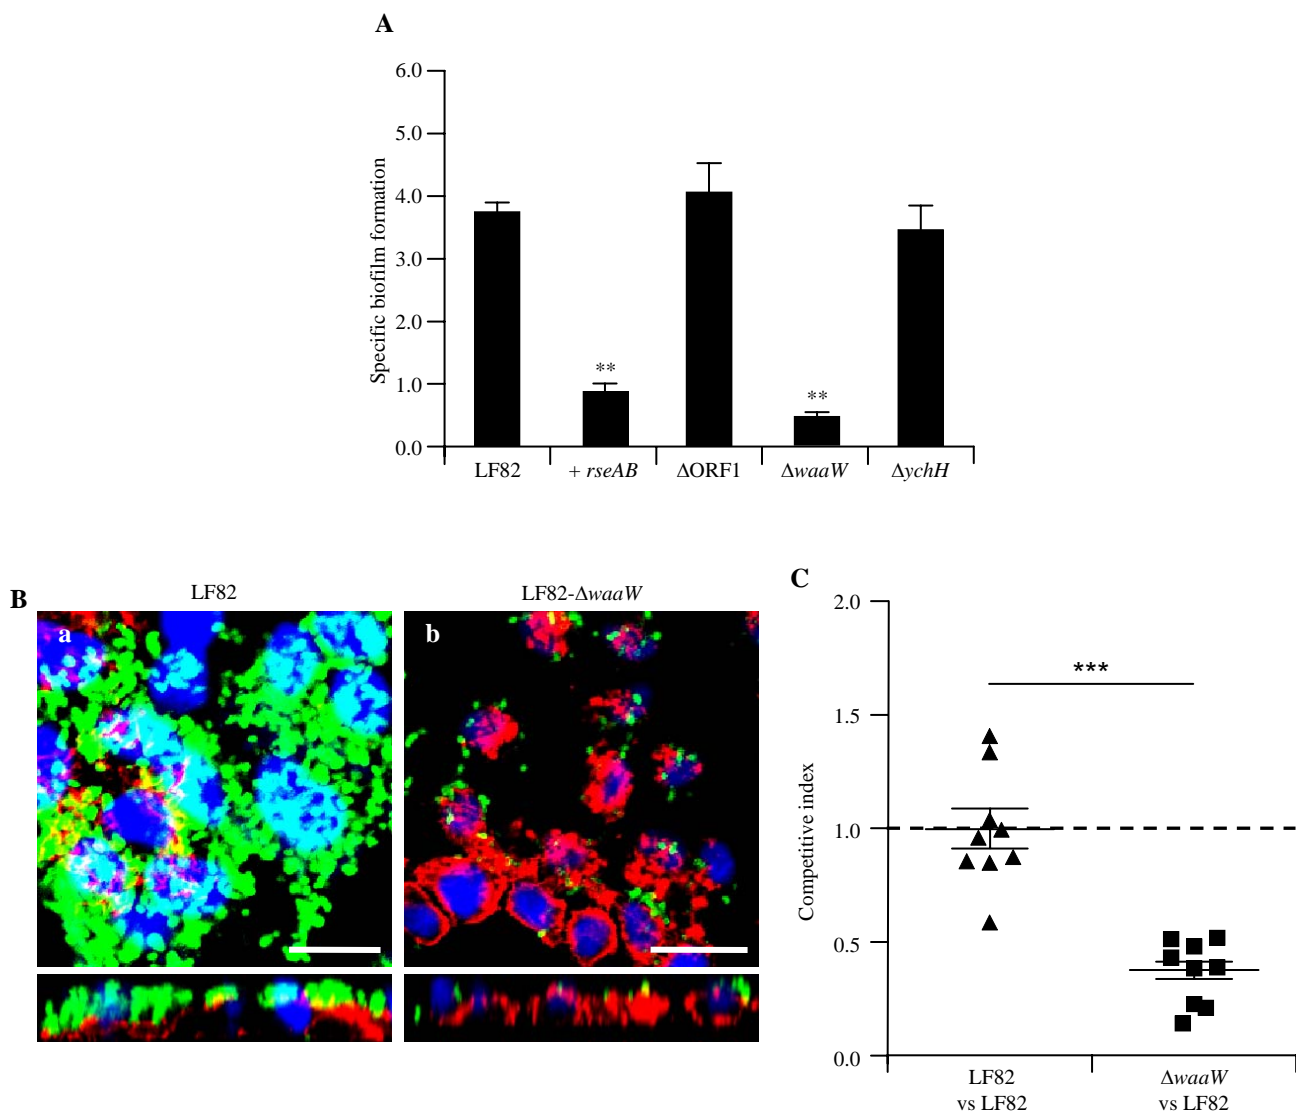 A
Specific biofilm formation
6.0
5.0
4.0
3.0
2.0
1.0
0.0
**
**
LF82
+ rseAB
ΔORF1
ΔwaaW
ΔychH
B
LF82
LF82-ΔwaaW
a
b
C
Competitive index
2.0
1.5
1.0
0.5
0.0
***
LF82
vs LF82
ΔwaaW
vs LF82